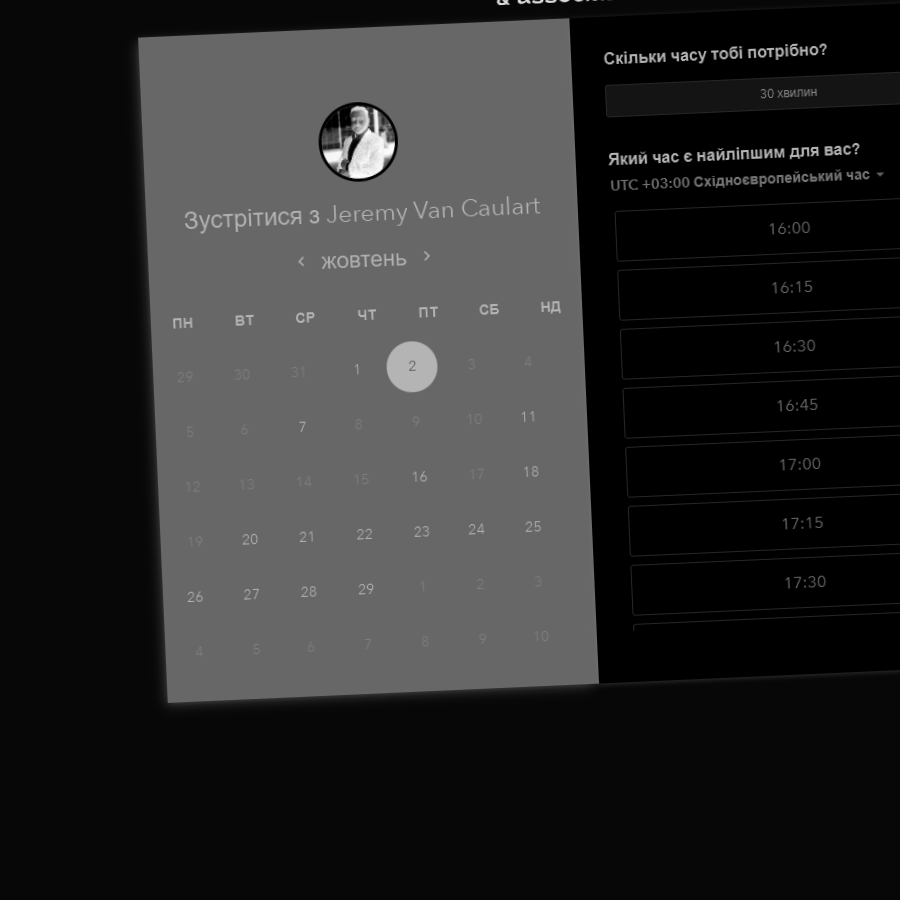 Зустрітися з Jeremy Van Caulart
‹ жовтень ›
ПН ВТ СР ЧТ ПТ СБ НД
29 30 31 1 2 3 4
5 6 7 8 9 10 11
12 13 14 15 16 17 18
19 20 21 22 23 24 25
26 27 28 29 1 2 3
4 5 6 7 8 9 10
Скільки часу тобі потрібно?
30 хвилин
Який час є найліпшим для вас?
UTC +03:00 Східноєвропейський час
16:00
16:15
16:30
16:45
17:00
17:15
17:30